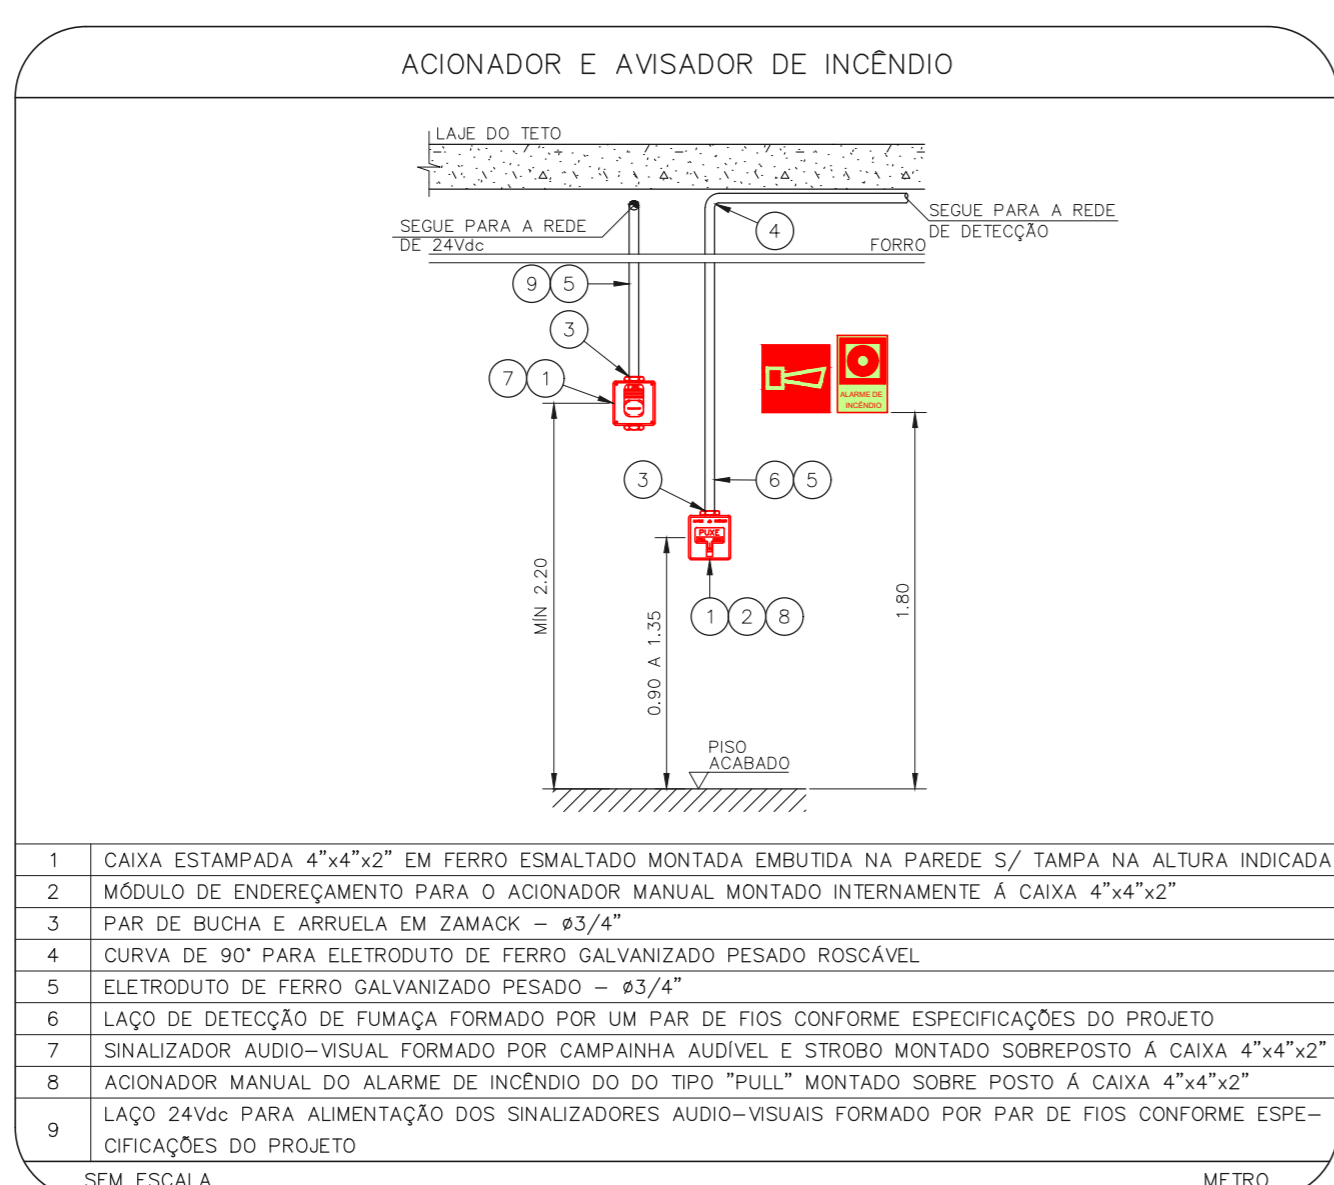 ACIONADOR E AVISADOR DE INCÊNDIO
LAJE DO TETO
SEGUE PARA A REDE
DE 24Vdc
SEGUE PARA A REDE
DE DETECÇÃO
4
FORRO
9 5
3
7 1
ALARME DE
INCÊNDIO
3
6 5
PUXE
1 2 8
MÍN 2.20
0.90 A 1.35
1.80
PISO
ACABADO
1 CAIXA ESTAMPADA 4"x4"x2" EM FERRO ESMALTADO MONTADA EMBUTIDA NA PAREDE S/ TAMPA NA ALTURA INDICADA
2 MÓDULO DE ENDEREÇAMENTO PARA O ACIONADOR MANUAL MONTADO INTERNAMENTE Á CAIXA 4"x4"x2"
3 PAR DE BUCHA E ARRUELA EM ZAMACK – ø3/4"
4 CURVA DE 90° PARA ELETRODUTO DE FERRO GALVANIZADO PESADO ROSCÁVEL
5 ELETRODUTO DE FERRO GALVANIZADO PESADO – ø3/4"
6 LAÇO DE DETECÇÃO DE FUMAÇA FORMADO POR UM PAR DE FIOS CONFORME ESPECIFICAÇÕES DO PROJETO
7 SINALIZADOR AUDIO–VISUAL FORMADO POR CAMPAINHA AUDÍVEL E STROBO MONTADO SOBREPOSTO Á CAIXA 4"x4"x2"
8 ACIONADOR MANUAL DO ALARME DE INCÊNDIO DO DO TIPO "PULL" MONTADO SOBRE POSTO Á CAIXA 4"x4"x2"
9 LAÇO 24Vdc PARA ALIMENTAÇÃO DOS SINALIZADORES AUDIO–VISUAIS FORMADO POR PAR DE FIOS CONFORME ESPE–
CIFICAÇÕES DO PROJETO
SEM ESCALA
METRO